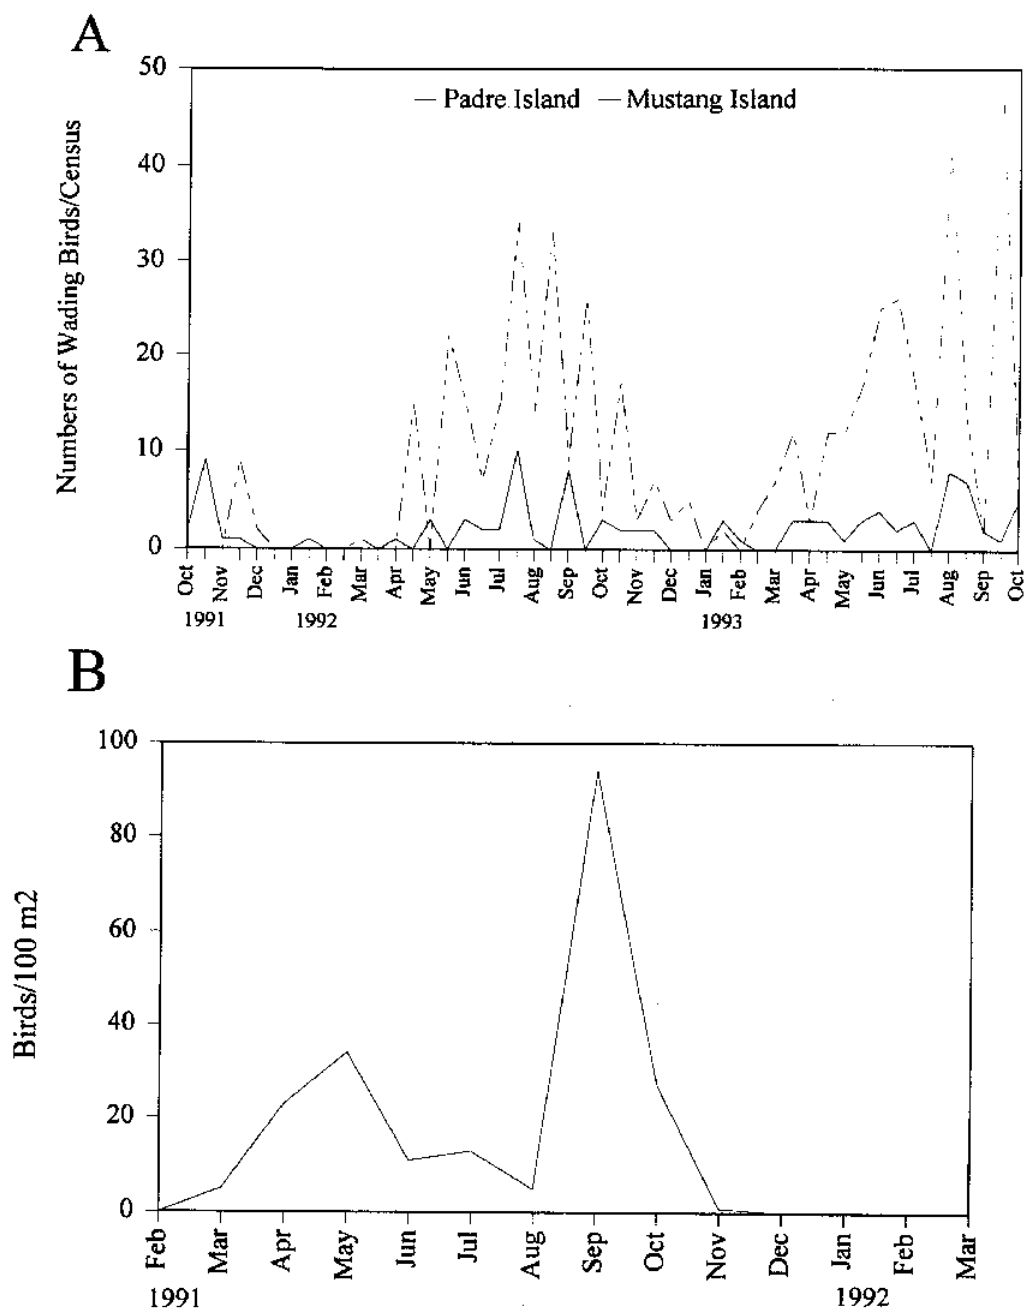 A
50
— Padre Island — Mustang Island
40
30
20
10
0
Numbers of Wading Birds/Census
Oct Nov Dec Jan Feb Mar Apr May Jun Jul Aug Sep Oct Nov Dec Jan Feb Mar Apr May Jun Jul Aug Sep Oct
1991 1992 1993
B
100
80
60
40
20
0
Birds/100 m2
Feb Mar Apr May Jun Jul Aug Sep Oct Nov Dec Jan Feb Mar
1991 1992